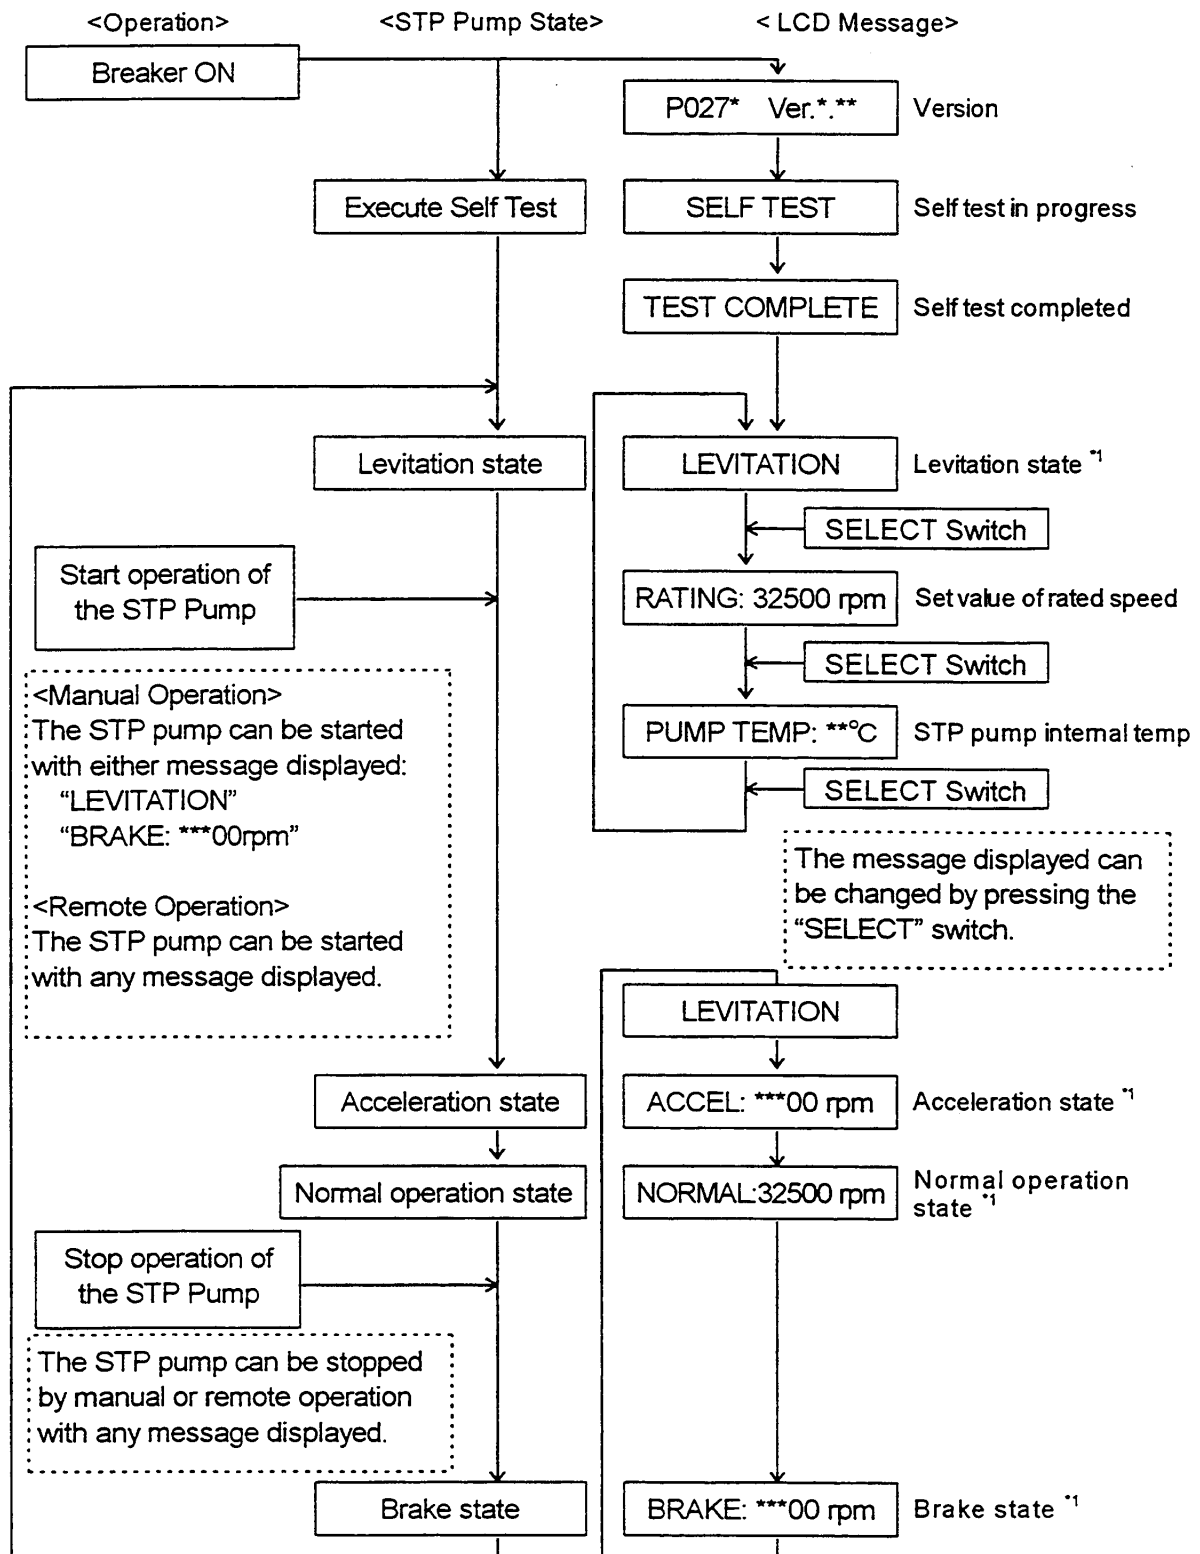 <Operation>
<STP Pump State>
< LCD Message>
Breaker ON
P027* Ver.*.**
Version
Execute Self Test
SELF TEST
Self test in progress
TEST COMPLETE
Self test completed
Levitation state
LEVITATION
Levitation state *1
SELECT Switch
Start operation of
the STP Pump
RATING: 32500 rpm
Set value of rated speed
SELECT Switch
<Manual Operation>
The STP pump can be started
with either message displayed:
“LEVITATION”
“BRAKE: ***00rpm”
<Remote Operation>
The STP pump can be started
with any message displayed.
PUMP TEMP: **°C
STP pump internal temp
SELECT Switch
The message displayed can
be changed by pressing the
“SELECT” switch.
LEVITATION
Acceleration state
ACCEL: ***00 rpm
Acceleration state *1
Normal operation state
NORMAL:32500 rpm
Normal operation
state *1
Stop operation of
the STP Pump
The STP pump can be stopped
by manual or remote operation
with any message displayed.
Brake state
BRAKE: ***00 rpm
Brake state *1